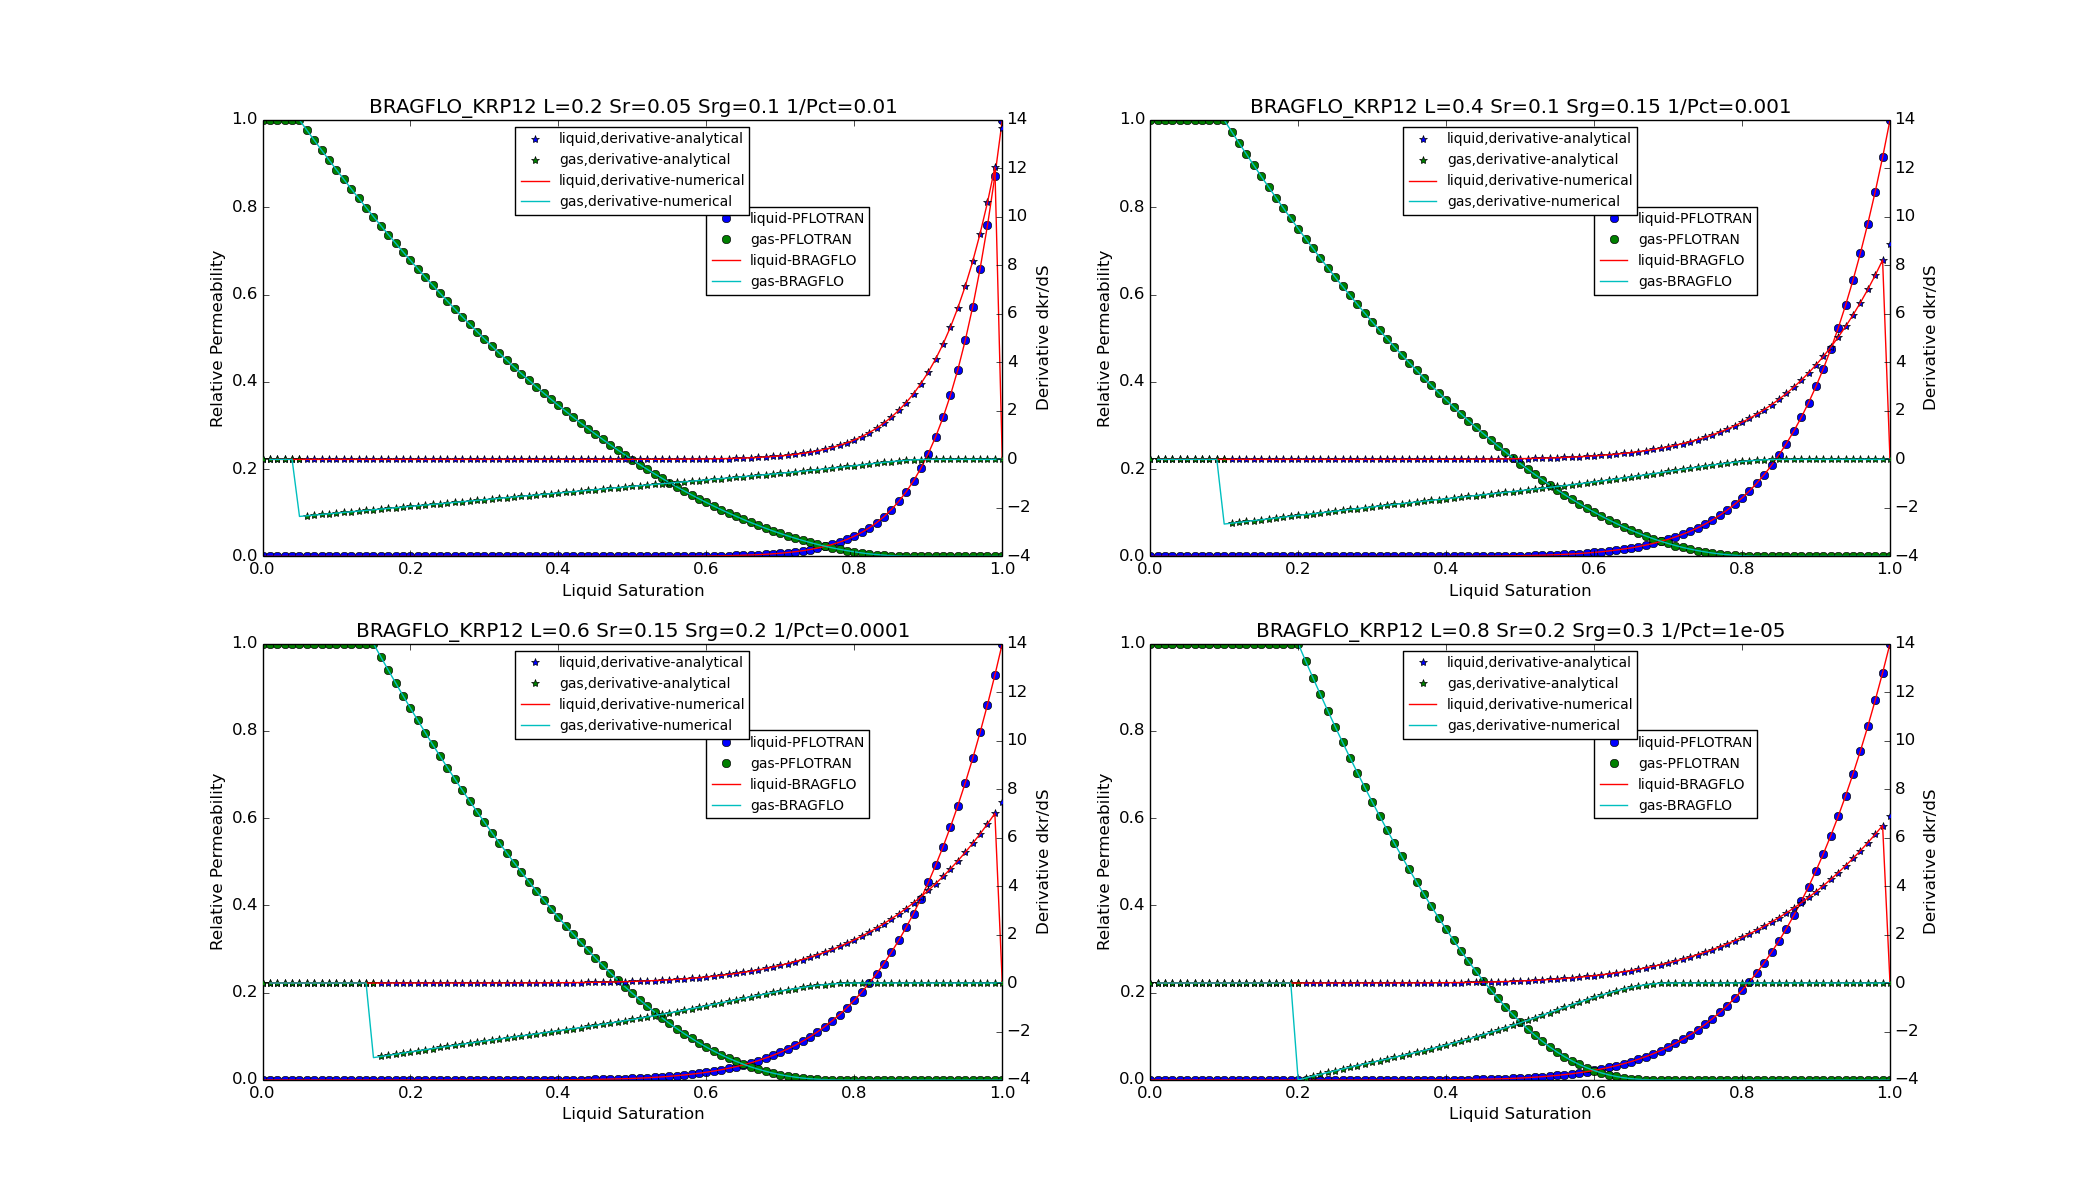 BRAGFLO_KRP12 L=0.2 Sr=0.05 Srg=0.1 1/Pct=0.01
liquid,derivative-analytical
gas,derivative-analytical
liquid,derivative-numerical
gas,derivative-numerical
liquid-PFLOTRAN
gas-PFLOTRAN
liquid-BRAGFLO
gas-BRAGFLO
Relative Permeability
1.0
0.8
0.6
0.4
0.2
0.0
14
12
10
8
6
4
2
0
−2
−4
Derivative dkr/dS
0.0 0.2 0.4 0.6 0.8 1.0
Liquid Saturation
BRAGFLO_KRP12 L=0.4 Sr=0.1 Srg=0.15 1/Pct=0.001
liquid,derivative-analytical
gas,derivative-analytical
liquid,derivative-numerical
gas,derivative-numerical
liquid-PFLOTRAN
gas-PFLOTRAN
liquid-BRAGFLO
gas-BRAGFLO
Relative Permeability
1.0
0.8
0.6
0.4
0.2
0.0
14
12
10
8
6
4
2
0
−2
−4
Derivative dkr/dS
0.0 0.2 0.4 0.6 0.8 1.0
Liquid Saturation
BRAGFLO_KRP12 L=0.6 Sr=0.15 Srg=0.2 1/Pct=0.0001
liquid,derivative-analytical
gas,derivative-analytical
liquid,derivative-numerical
gas,derivative-numerical
liquid-PFLOTRAN
gas-PFLOTRAN
liquid-BRAGFLO
gas-BRAGFLO
Relative Permeability
1.0
0.8
0.6
0.4
0.2
0.0
14
12
10
8
6
4
2
0
−2
−4
Derivative dkr/dS
0.0 0.2 0.4 0.6 0.8 1.0
Liquid Saturation
BRAGFLO_KRP12 L=0.8 Sr=0.2 Srg=0.3 1/Pct=1e-05
liquid,derivative-analytical
gas,derivative-analytical
liquid,derivative-numerical
gas,derivative-numerical
liquid-PFLOTRAN
gas-PFLOTRAN
liquid-BRAGFLO
gas-BRAGFLO
Relative Permeability
1.0
0.8
0.6
0.4
0.2
0.0
14
12
10
8
6
4
2
0
−2
−4
Derivative dkr/dS
0.0 0.2 0.4 0.6 0.8 1.0
Liquid Saturation